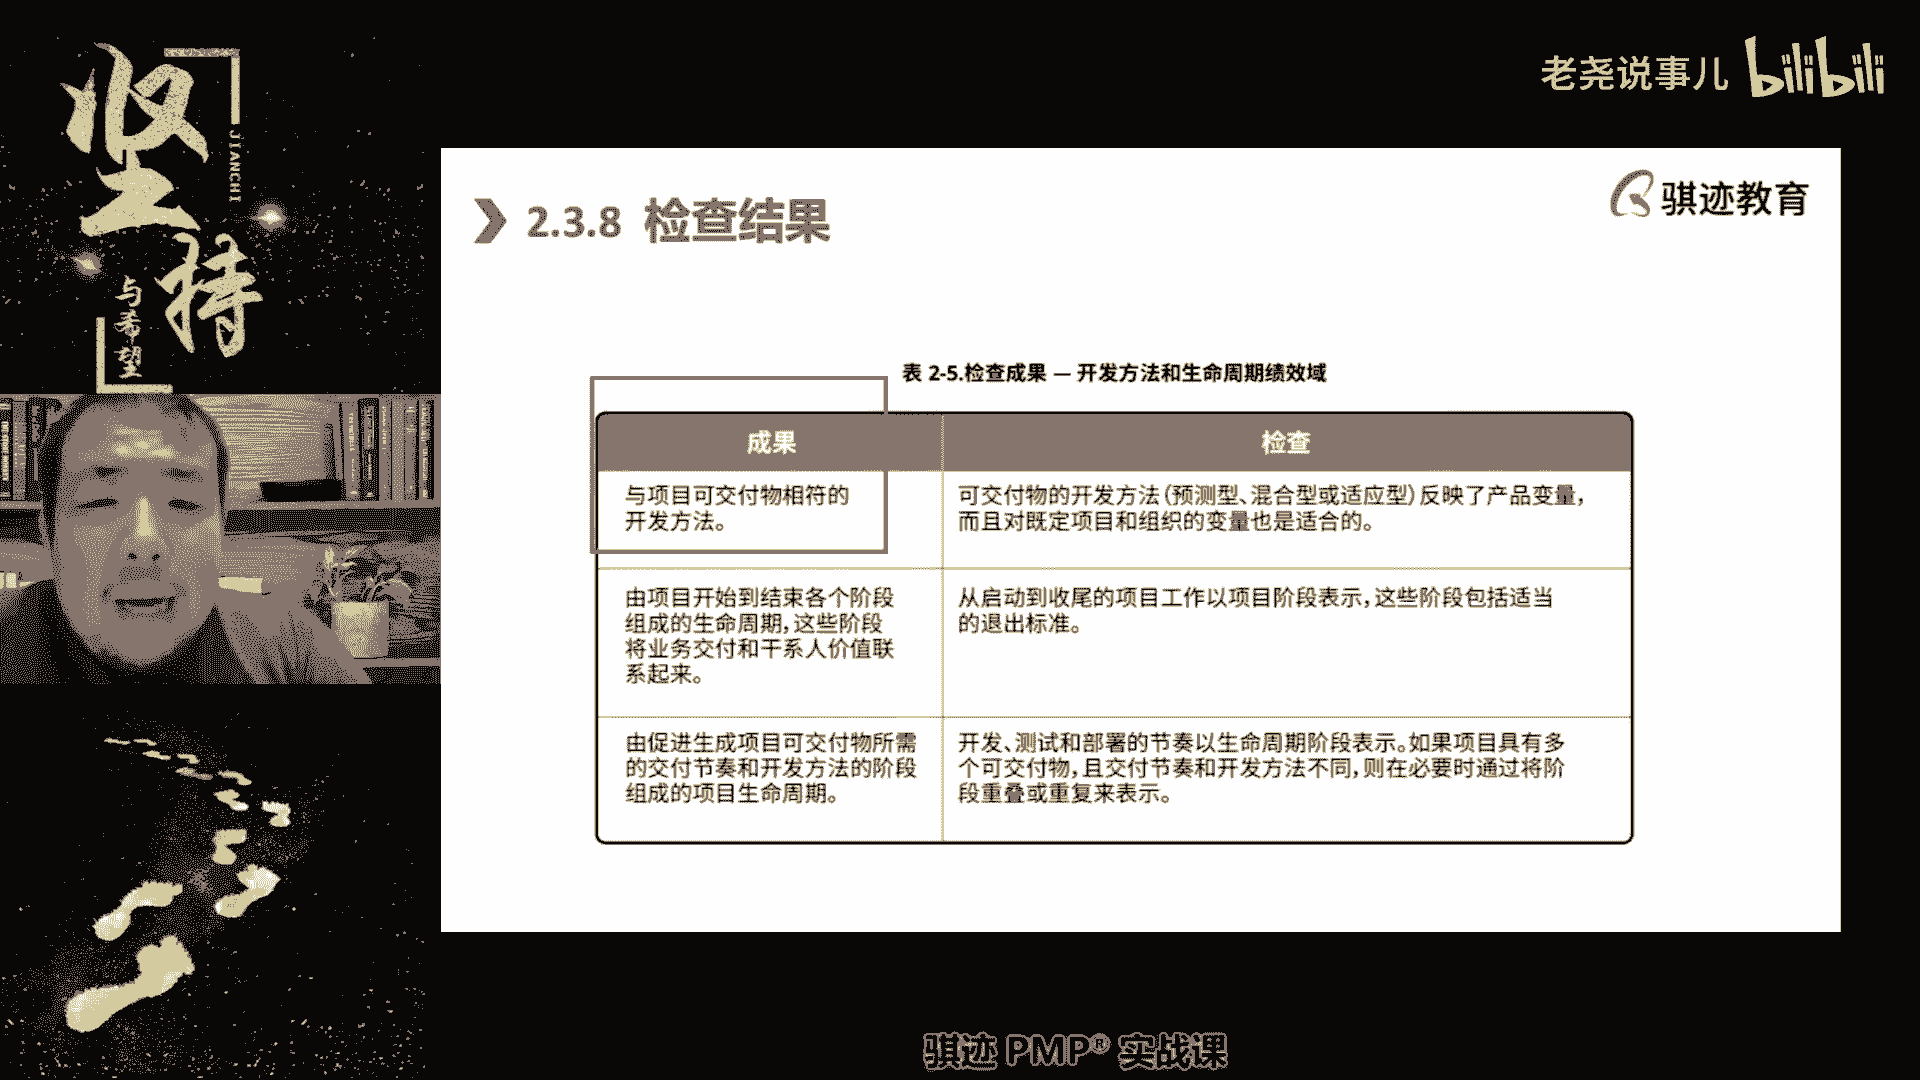 坚持
JIANCHI
与希望
老尧说事儿 bilibili
骐迹教育
2.3.8 检查结果
表 2-5.检查成果 — 开发方法和生命周期绩效域
成果
检查
与项目可交付物相符的
开发方法。
可交付物的开发方法(预测型、混合型或适应型)反映了产品变量,
而且对既定项目和组织的变量也是适合的。
由项目开始到结束各个阶段
组成的生命周期,这些阶段
将业务交付和干系人价值联
系起来。
从启动到收尾的项目工作以项目阶段表示,这些阶段包括适当
的退出标准。
由促进生成项目可交付物所需
的交付节奏和开发方法的阶段
组成的项目生命周期。
开发、测试和部署的节奏以生命周期阶段表示。如果项目具有多
个可交付物,且交付节奏和开发方法不同,则在必要时通过将阶
段重叠或重复来表示。
骐迹 PMP® 实战课